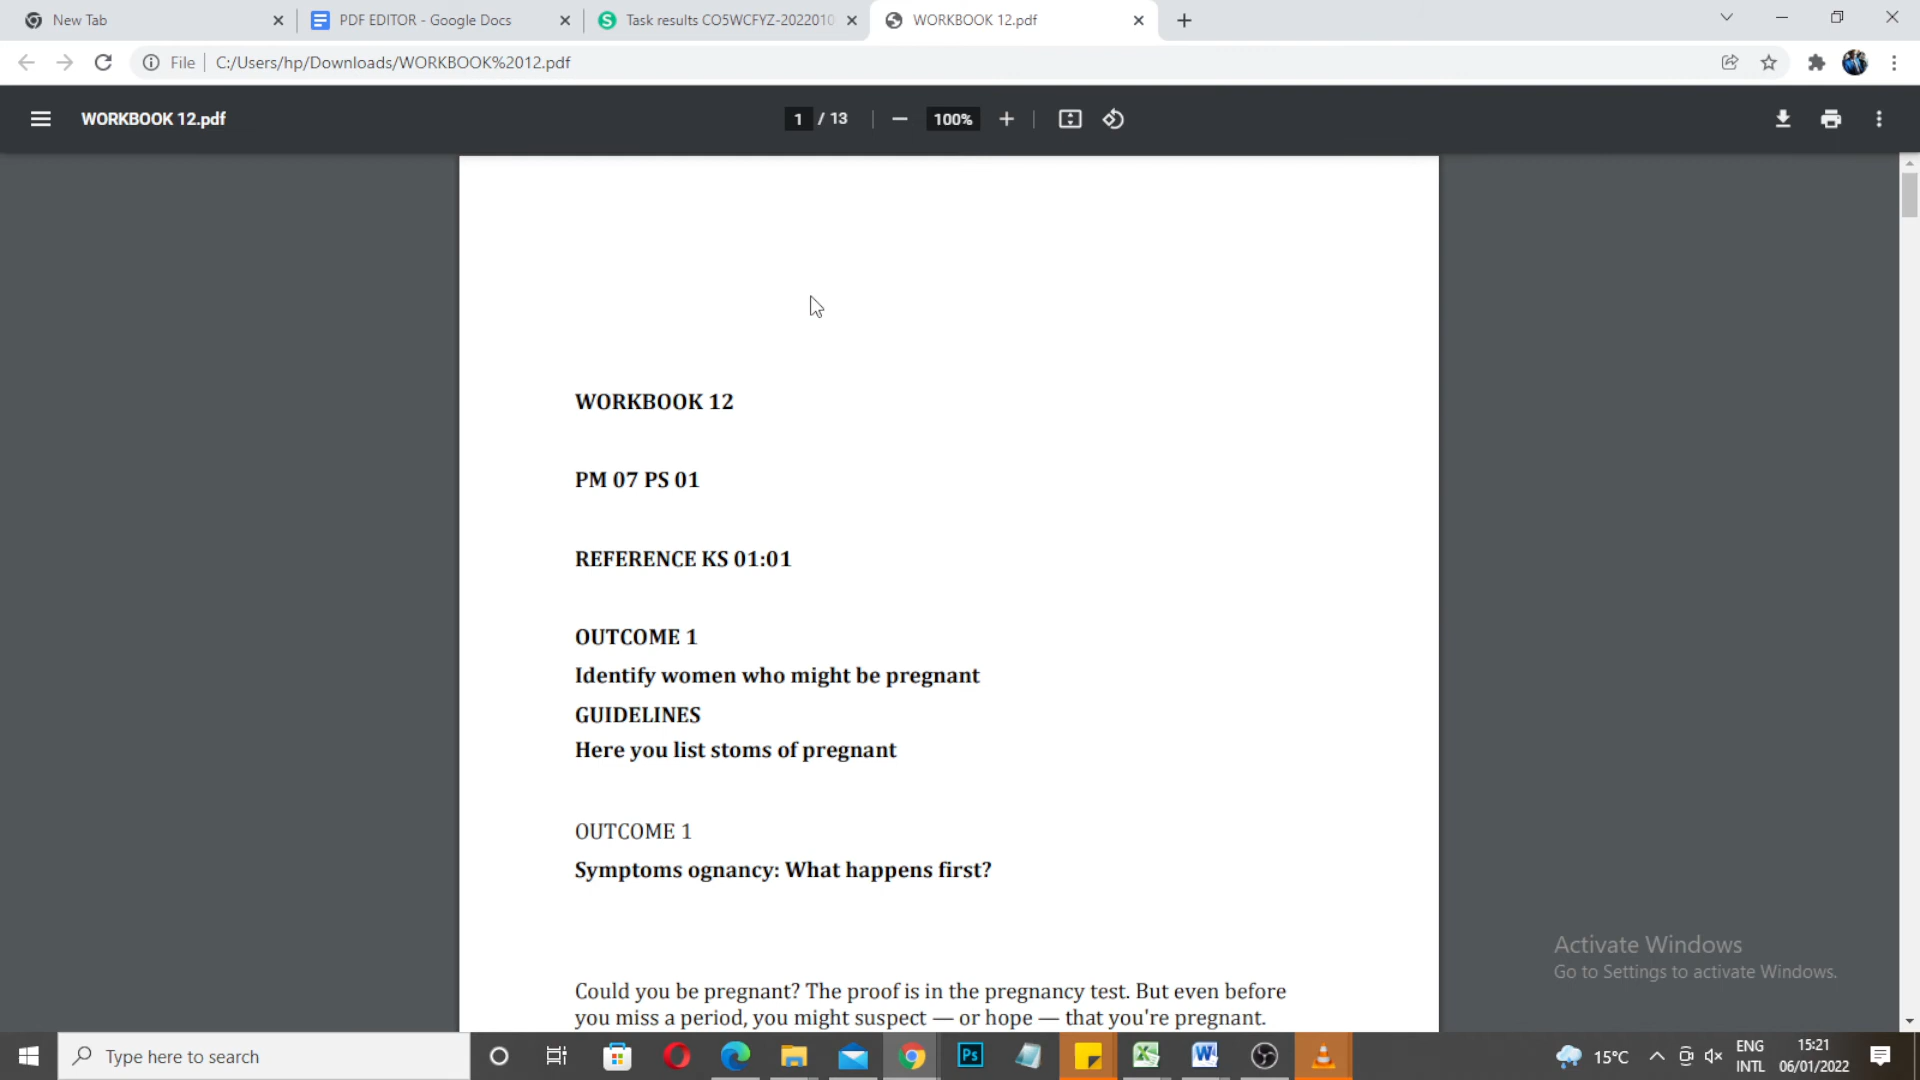 New Tab
PDF EDITOR - Google Docs
Task results CO5WCFYZ-2022010
WORKBOOK 12.pdf
File
C:/Users/hp/Downloads/WORKBOOK%2012.pdf
WORKBOOK 12.pdf
1 / 13
100%
WORKBOOK 12
PM 07 PS 01
REFERENCE KS 01:01
OUTCOME 1
Identify women who might be pregnant
GUIDELINES
Here you list stoms of pregnant
OUTCOME 1
Symptoms ognancy: What happens first?
Could you be pregnant? The proof is in the pregnancy test. But even before
you miss a period, you might suspect — or hope — that you're pregnant.
Activate Windows
Go to Settings to activate Windows.
Type here to search
Ps
15°C
ENG
INTL
15:21
06/01/2022